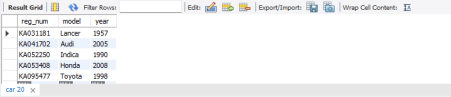 Result Grid Filter Rows: Edit: Export/Import: Wrap Cell Content: IA
reg_num model year
KA031181 Lancer 1957
KA041702 Audi 2005
KA052250 Indica 1990
KA053408 Honda 2008
KA095477 Toyota 1998
car 20 ×